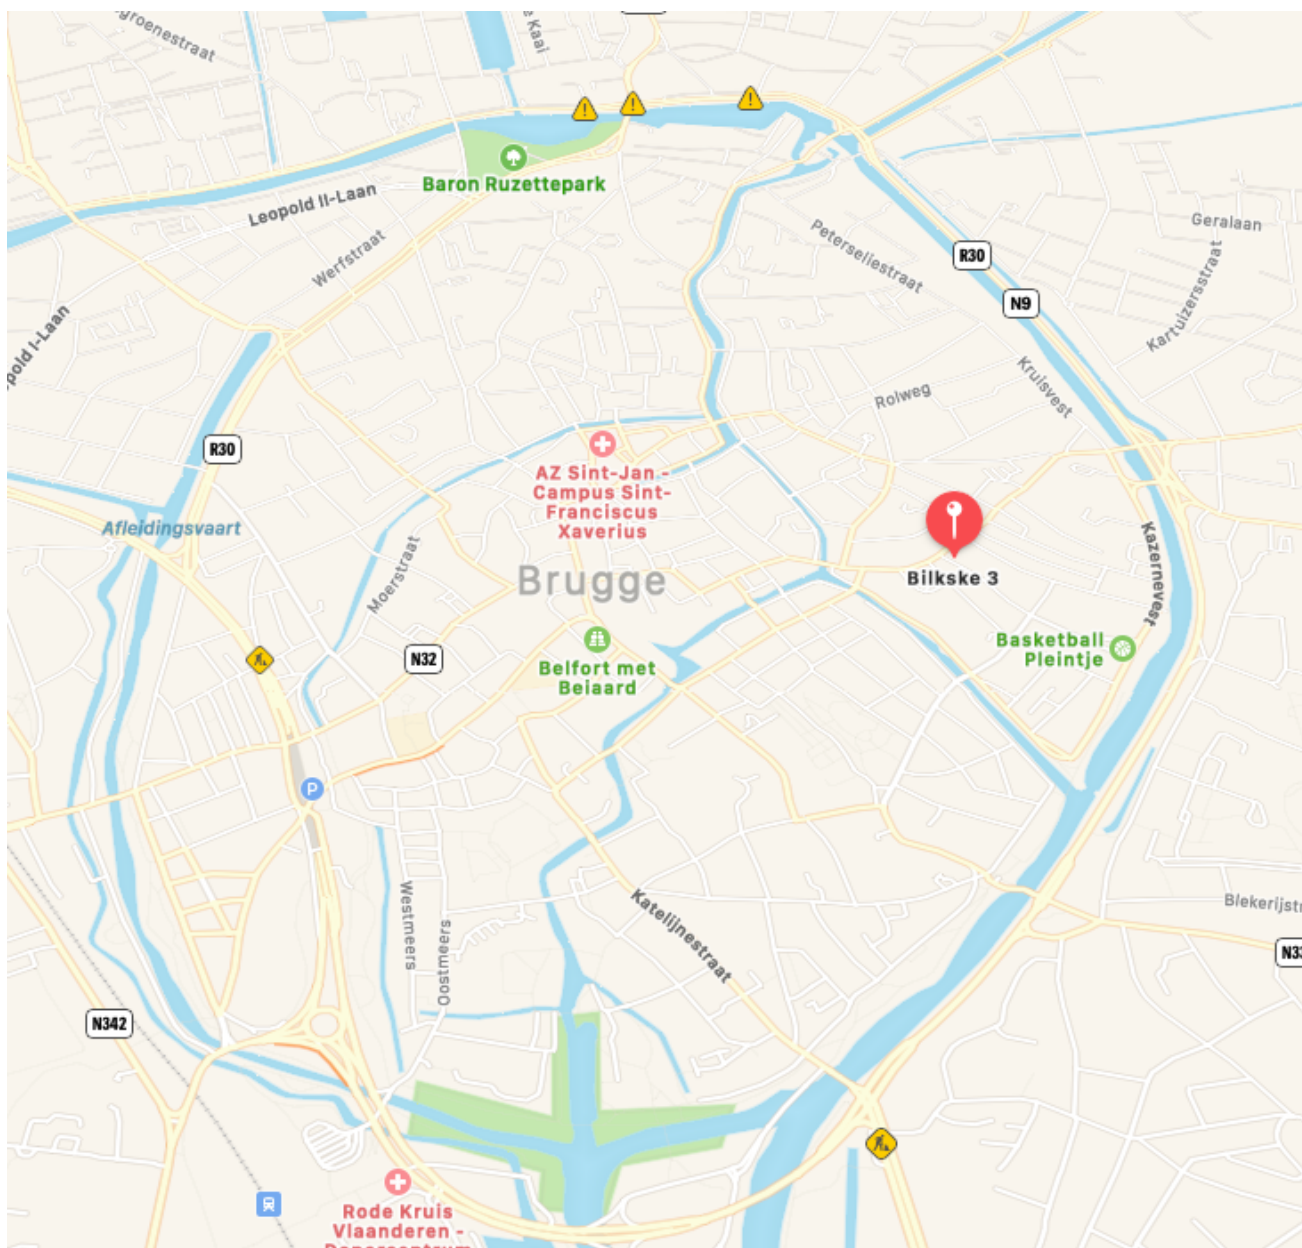 Baron Ruzettepark
Leopold II-Laan
Werfstraat
Peterseliestraat
Geralaan
R30
N9
Kartuizersstraat
Kruisvest
Rolweg
R30
AZ Sint-Jan -
Campus Sint-
Franciscus
Xaverius
Afleidingsvaart
Moerstraat
Brugge
Bilkske 3
Kazernevest
Basketball
Pleintje
N32
Belfort met
Beiaard
P
Westmeers
Oostmeers
Katelijnestraat
N342
Rode Kruis
Vlaanderen -